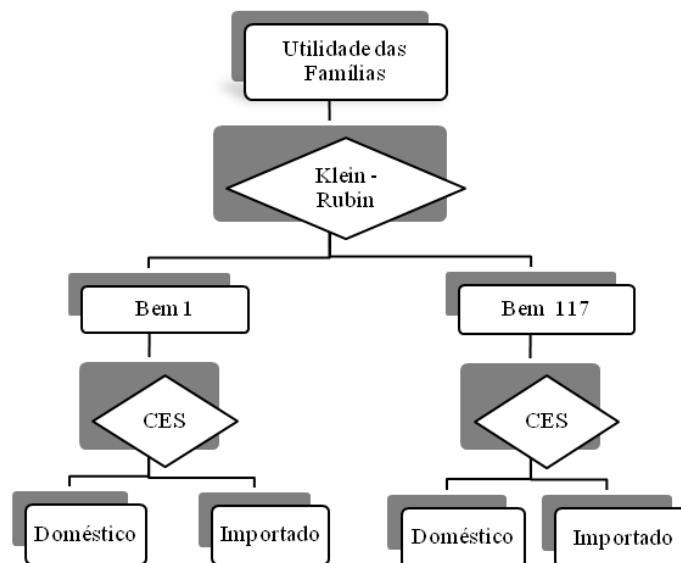 Utilidade das
Famílias
Klein -
Rubin
Bem 1
Bem 117
CES
CES
Doméstico
Importado
Doméstico
Importado